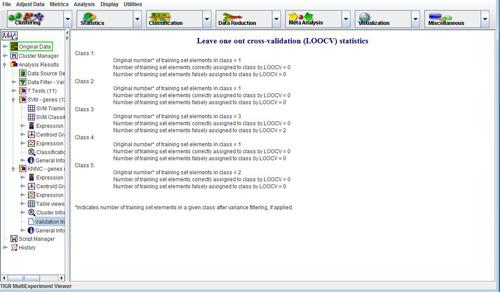 File Adjust Data Metrics Analysis Display Utilities
Clustering Statistics Classification Data Reduction Meta Analysis Visualization Miscellaneous
Original Data
Cluster Manager
Analysis Results
Data Source Se
Data Filter - Var
T Tests (11)
SVM - genes (12
SVM Training
SVM Classifi
Expression
Centroid Gr
Expression
Classificati
General Info
KNNC - genes
Expression
Centroid Gr
Expression
Table views
Cluster Infor
Validation In
General Info
Script Manager
History
Leave one out cross-validation (LOOCV) statistics
Class 1:
Original number* of training set elements in class = 1
Number of training set elements correctly assigned to class by LOOCV = 0
Number of training set elements falsely assigned to class by LOOCV = 0
Class 2:
Original number* of training set elements in class = 1
Number of training set elements correctly assigned to class by LOOCV = 0
Number of training set elements falsely assigned to class by LOOCV = 0
Class 3:
Original number* of training set elements in class = 3
Number of training set elements correctly assigned to class by LOOCV = 0
Number of training set elements falsely assigned to class by LOOCV = 2
Class 4:
Original number* of training set elements in class = 1
Number of training set elements correctly assigned to class by LOOCV = 0
Number of training set elements falsely assigned to class by LOOCV = 0
Class 5:
Original number* of training set elements in class = 2
Number of training set elements correctly assigned to class by LOOCV = 0
Number of training set elements falsely assigned to class by LOOCV = 0
*Indicates number of training set elements in a given class after variance filtering, if applied.
TIGR MultiExperiment Viewer